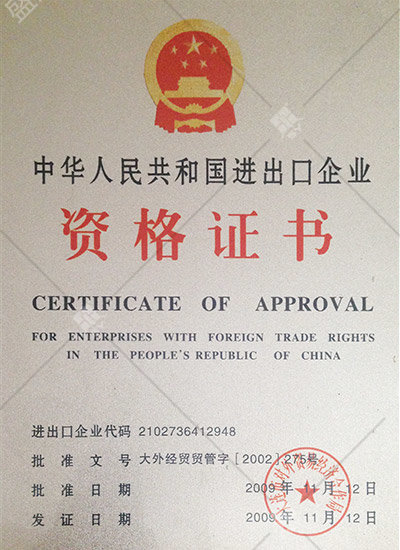 中华人民共和国进出口企业
资格证书
CERTIFICATE OF APPROVAL
FOR ENTERPRISES WITH FOREIGN TRADE RIGHTS
IN THE PEOPLE'S REPUBLIC OF CHINA
进出口企业代码 2102736412948
批准文号 大外经贸贸管字[2002]275号
批准日期 2009年11月12日
发证日期 2009年11月12日